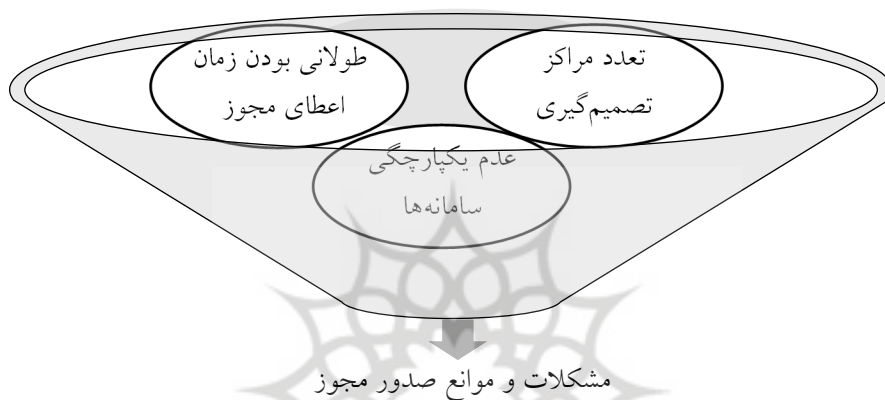 تعدد مراکز
تصمیم‌گیری
طولانی بودن زمان
اعطای مجوز
عدم یکپارچگی
سامانه‌ها
مشکلات و موانع صدور مجوز